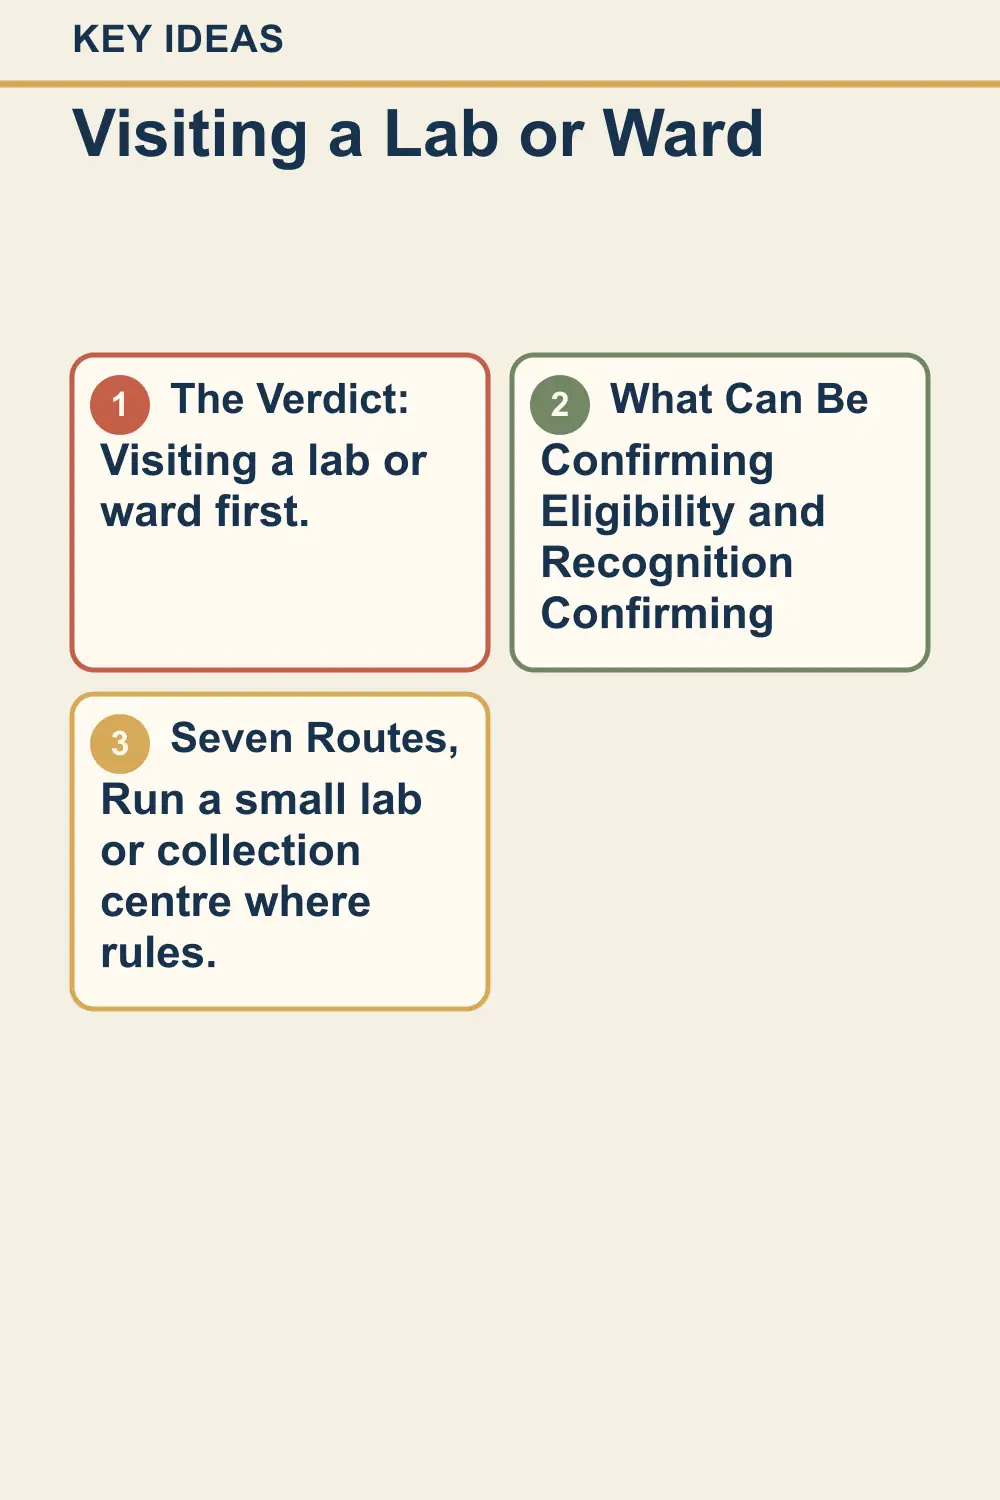 KEY IDEAS
Visiting a Lab or Ward
1 The Verdict:
Visiting a lab or
ward first.
2 What Can Be
Confirming
Eligibility and
Recognition
Confirming
3 Seven Routes,
Run a small lab
or collection
centre where
rules.